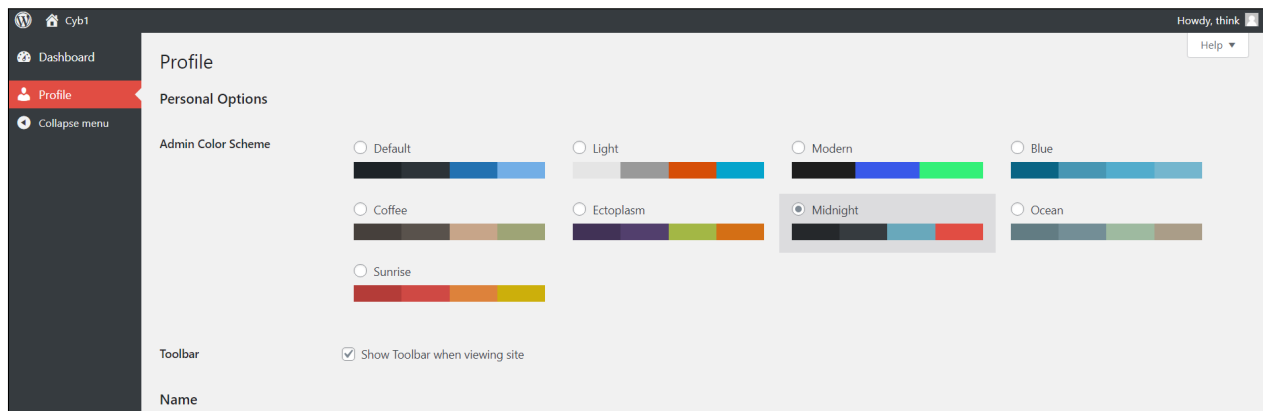 Cyb1 Howdy, think
Help ▼
Dashboard
Profile
Collapse menu
Profile
Personal Options
Admin Color Scheme
Default Light Modern Blue
Coffee Ectoplasm Midnight Ocean
Sunrise
Toolbar Show Toolbar when viewing site
Name